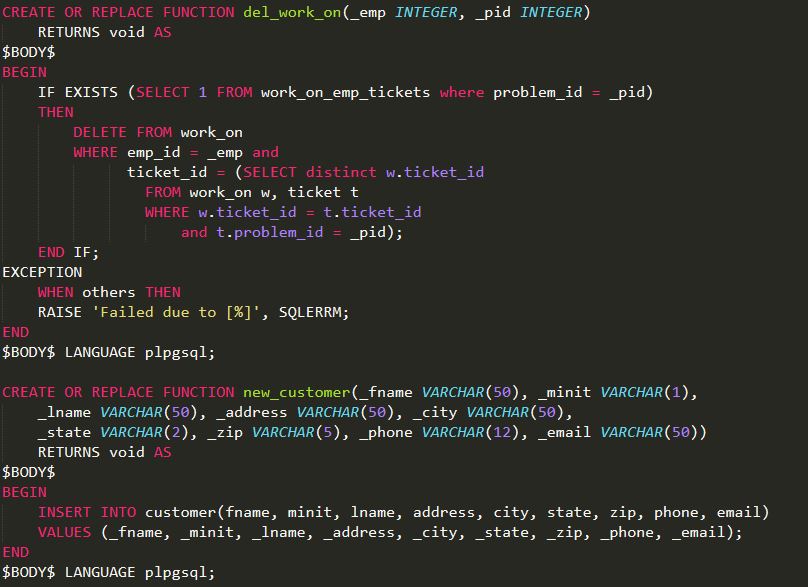 CREATE OR REPLACE FUNCTION del_work_on(_emp INTEGER, _pid INTEGER)
    RETURNS void AS
$BODY$
BEGIN
    IF EXISTS (SELECT 1 FROM work_on_emp_tickets where problem_id = _pid)
    THEN
        DELETE FROM work_on
        WHERE emp_id = _emp and
              ticket_id = (SELECT distinct w.ticket_id
                FROM work_on w, ticket t
                WHERE w.ticket_id = t.ticket_id
                    and t.problem_id = _pid);
    END IF;
EXCEPTION
    WHEN others THEN
    RAISE 'Failed due to [%]', SQLERRM;
END
$BODY$ LANGUAGE plpgsql;

CREATE OR REPLACE FUNCTION new_customer(_fname VARCHAR(50), _minit VARCHAR(1),
    _lname VARCHAR(50), _address VARCHAR(50), _city VARCHAR(50),
    _state VARCHAR(2), _zip VARCHAR(5), _phone VARCHAR(12), _email VARCHAR(50))
    RETURNS void AS
$BODY$
BEGIN
    INSERT INTO customer(fname, minit, lname, address, city, state, zip, phone, email)
    VALUES (_fname, _minit, _lname, _address, _city, _state, _zip, _phone, _email);
END
$BODY$ LANGUAGE plpgsql;